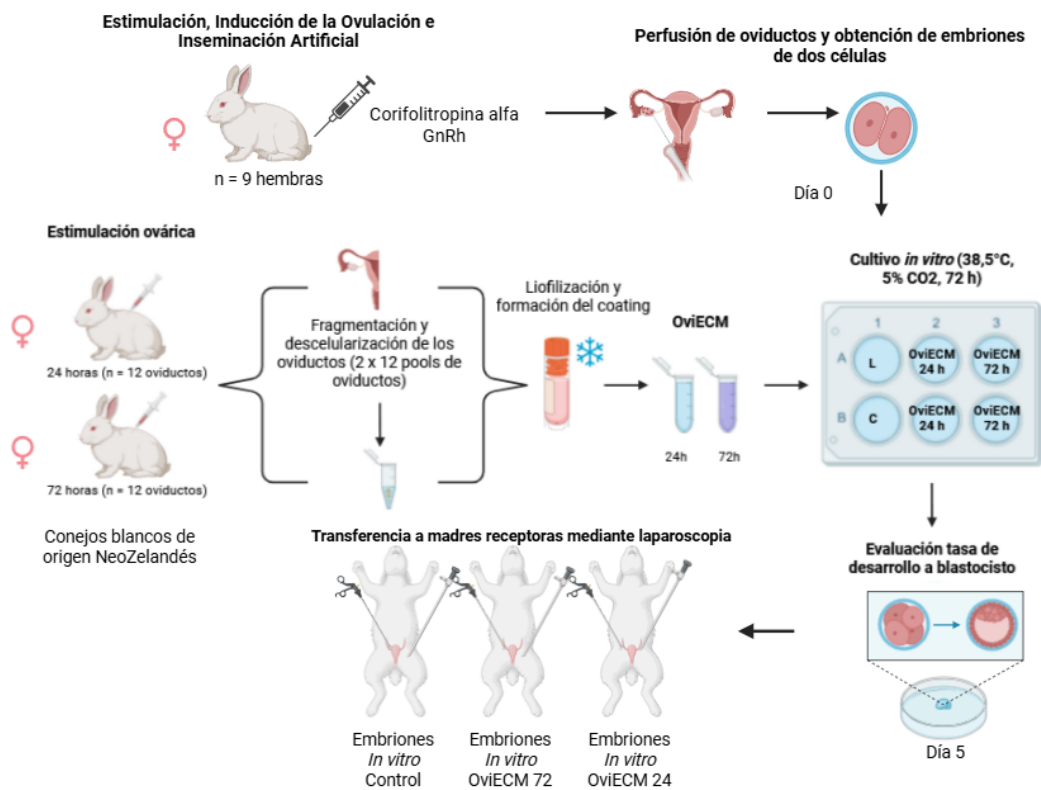 Estimulación, Inducción de la Ovulación e
Inseminación Artificial
Corifolitropina alfa
GnRh
n = 9 hembras
Perfusión de oviductos y obtención de embriones
de dos células
Día 0
Estimulación ovárica
24 horas (n = 12 oviductos)
72 horas (n = 12 oviductos)
Conejos blancos de
origen NeoZelandés
Fragmentación y
descelularización de los
oviductos (2 x 12 pools de
oviductos)
Liofilización y
formación del coating
OviECM
24h
72h
Cultivo in vitro (38,5°C,
5% CO2, 72 h)
1
2
3
A
L
OviECM
24 h
OviECM
72 h
B
C
OviECM
24 h
OviECM
72 h
Evaluación tasa de
desarrollo a blastocisto
Día 5
Transferencia a madres receptoras mediante laparoscopia
Embriones
In vitro
Control
Embriones
In vitro
OviECM 72
Embriones
In vitro
OviECM 24